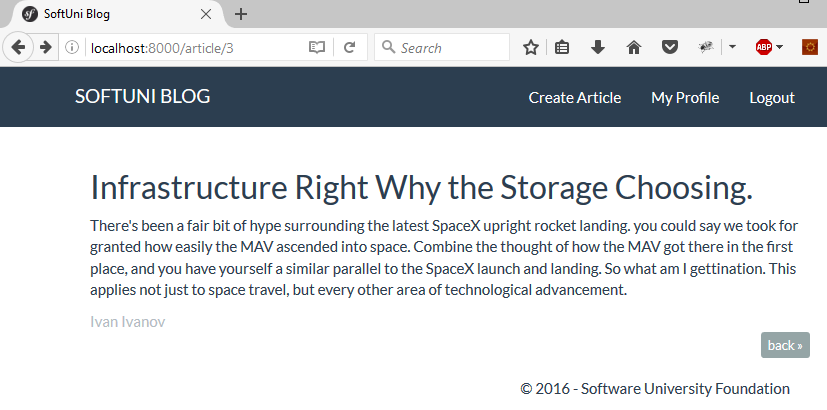 SoftUni Blog
localhost:8000/article/3
Search
ABP
SOFTUNI BLOG
Create Article
My Profile
Logout
Infrastructure Right Why the Storage Choosing.
There's been a fair bit of hype surrounding the latest SpaceX upright rocket landing. you could say we took for
granted how easily the MAV ascended into space. Combine the thought of how the MAV got there in the first
place, and you have yourself a similar parallel to the SpaceX launch and landing. So what am I gettination. This
applies not just to space travel, but every other area of technological advancement.
Ivan Ivanov
back »
© 2016 - Software University Foundation